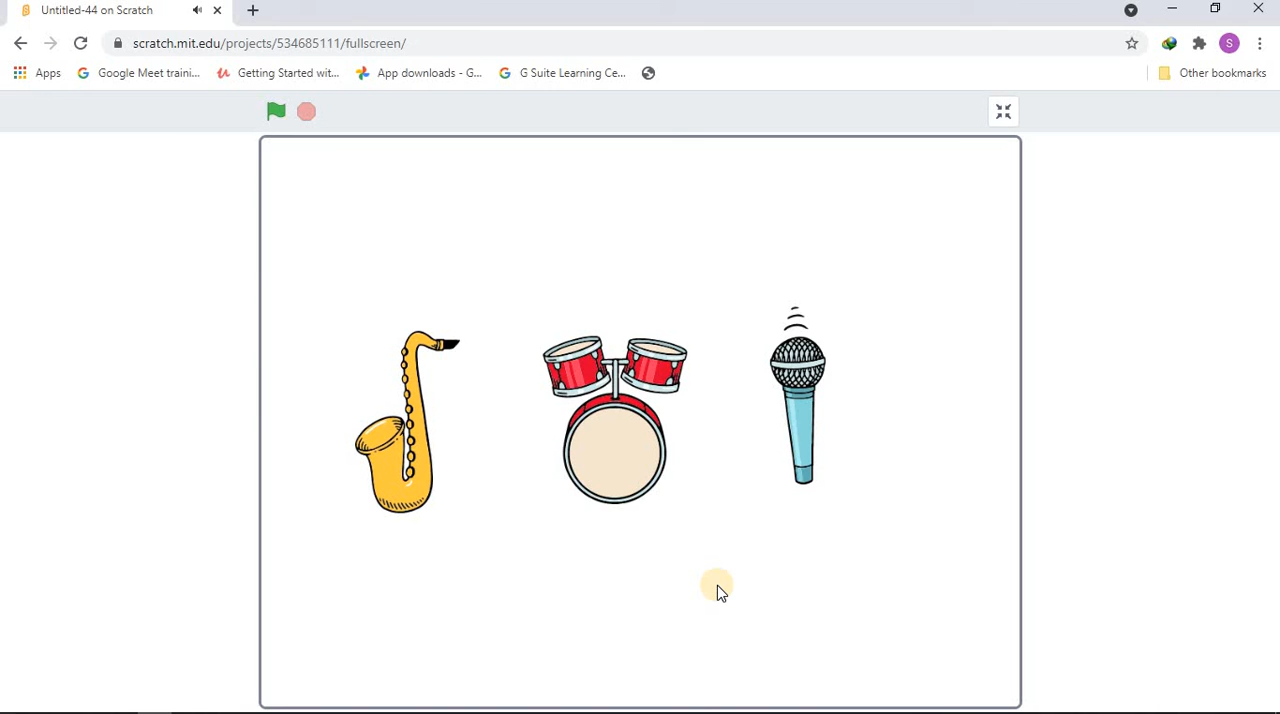 Untitled-44 on Scratch
scratch.mit.edu/projects/534685111/fullscreen/
S
Apps
Google Meet traini...
Getting Started wit...
App downloads - G...
G Suite Learning Ce...
Other bookmarks